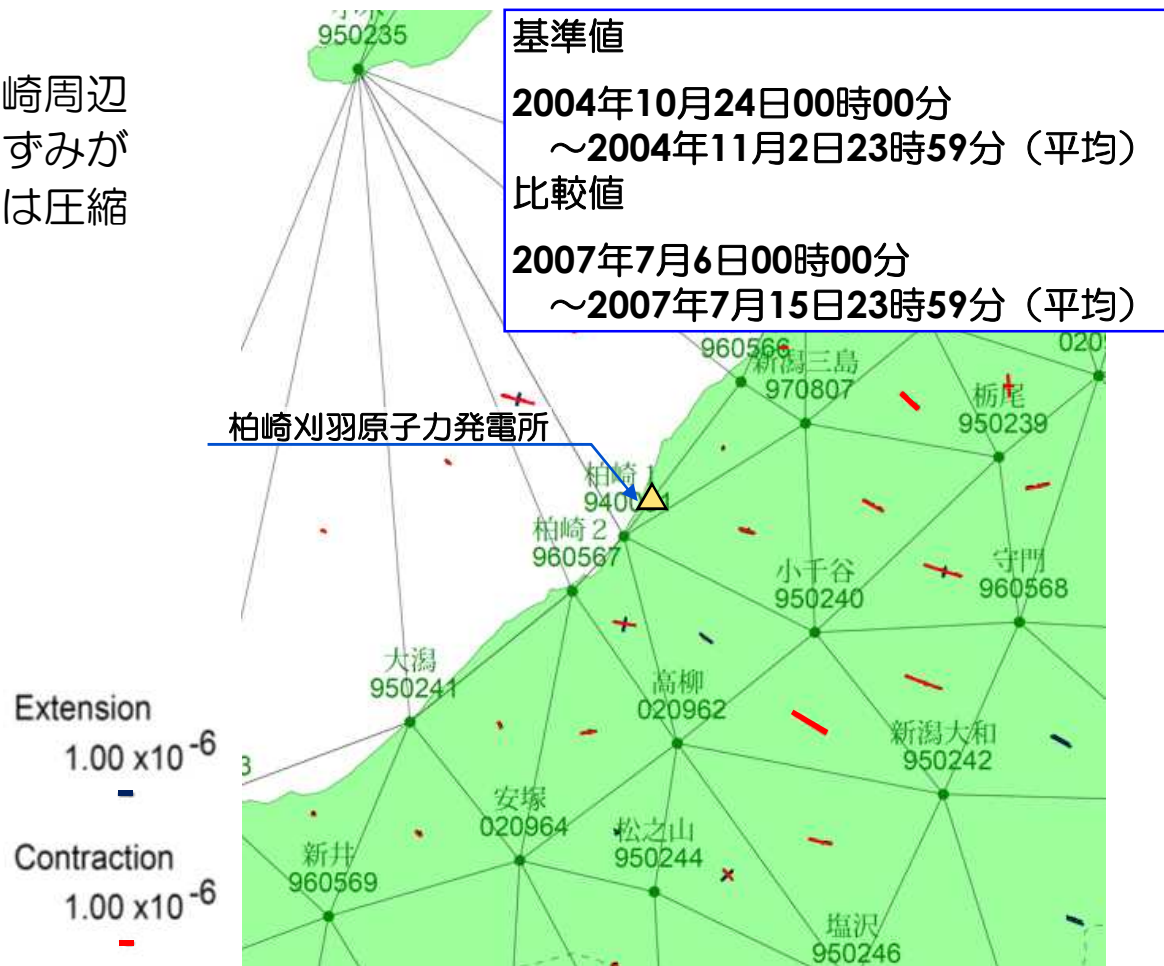 崎周辺
ずみが
は圧縮
950235
基準値
2004年10月24日00時00分
～2004年11月2日23時59分（平均）
比較値
2007年7月6日00時00分
～2007年7月15日23時59分（平均）
960566
新潟三島
970807
栃尾
950239
柏崎刈羽原子力発電所
柏崎1
柏崎2
960567
小千谷
950240
守門
960568
大潟
950241
高柳
020962
新潟大和
950242
Extension
1.00 x10-6
安塚
020964
松之山
950244
Contraction
1.00 x10-6
新井
960569
塩沢
950246